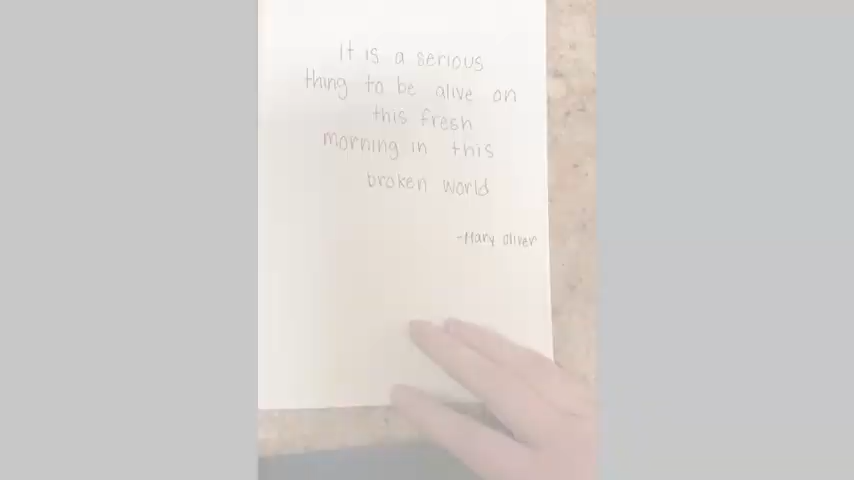 It is a serious
thing to be alive on
this fresh
morning in this
broken world
-Mary Oliver